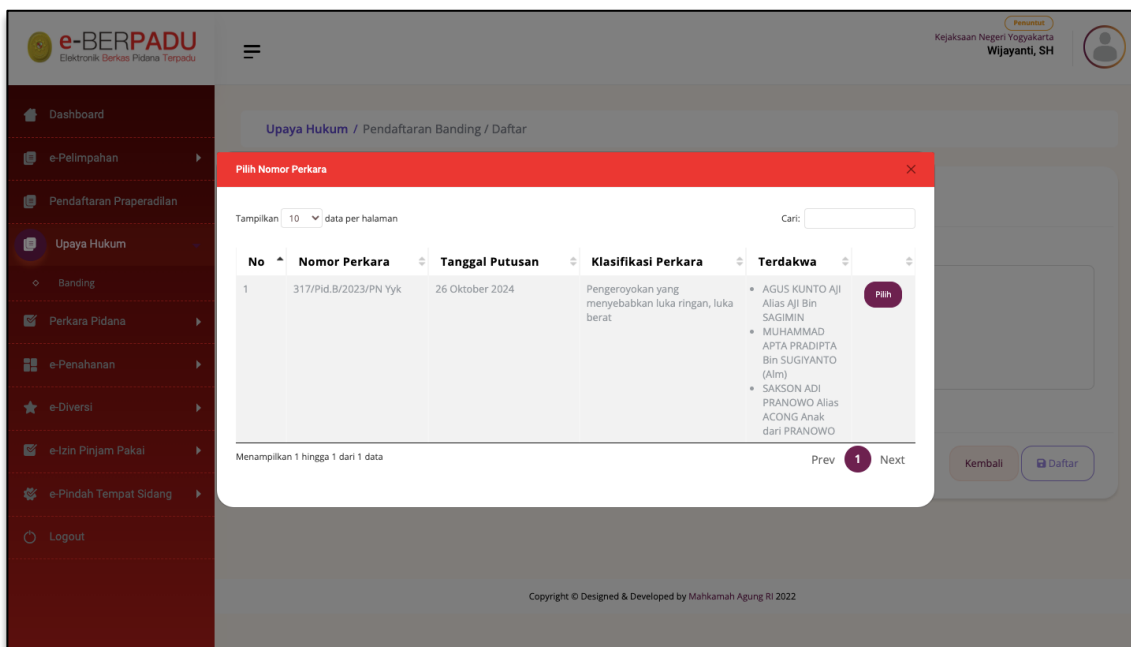 e-BERPADU
Elektronik Berkas Pidana Terpadu
Penuntut
Kejaksaan Negeri Yogyakarta
Wijayanti, SH
Dashboard
e-Pelimpahan
Pendaftaran Praperadilan
Upaya Hukum
Banding
Perkara Pidana
e-Penahanan
e-Diversi
e-Izin Pinjam Pakai
e-Pindah Tempat Sidang
Logout
Upaya Hukum / Pendaftaran Banding / Daftar
Pilih Nomor Perkara
Tampilkan 10 data per halaman
Cari:
No Nomor Perkara Tanggal Putusan Klasifikasi Perkara Terdakwa
1 317/Pid.B/2023/PN Yyk 26 Oktober 2024 Pengeroyokan yang
menyebabkan luka ringan, luka
berat
AGUS KUNTO AJI
Alias AJI Bin
SAGIMIN
MUHAMMAD
APTA PRADIPTA
Bin SUGIYANTO
(Alm)
SAKSON ADI
PRANOWO Alias
ACONG Anak
dari PRANOWO
Pilih
Menampilkan 1 hingga 1 dari 1 data
Prev 1 Next
Kembali
Daftar
Copyright © Designed & Developed by Mahkamah Agung RI 2022